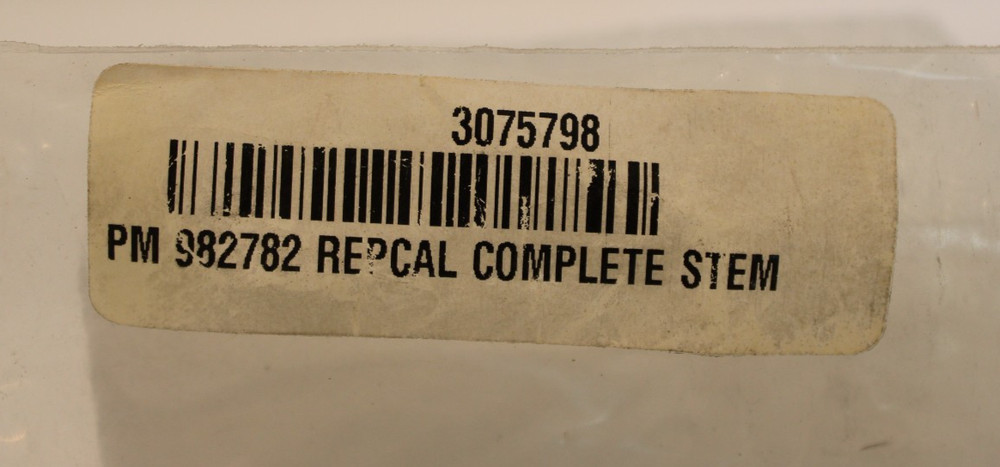 3075798
PM 982782 REPCAL COMPLETE STEM